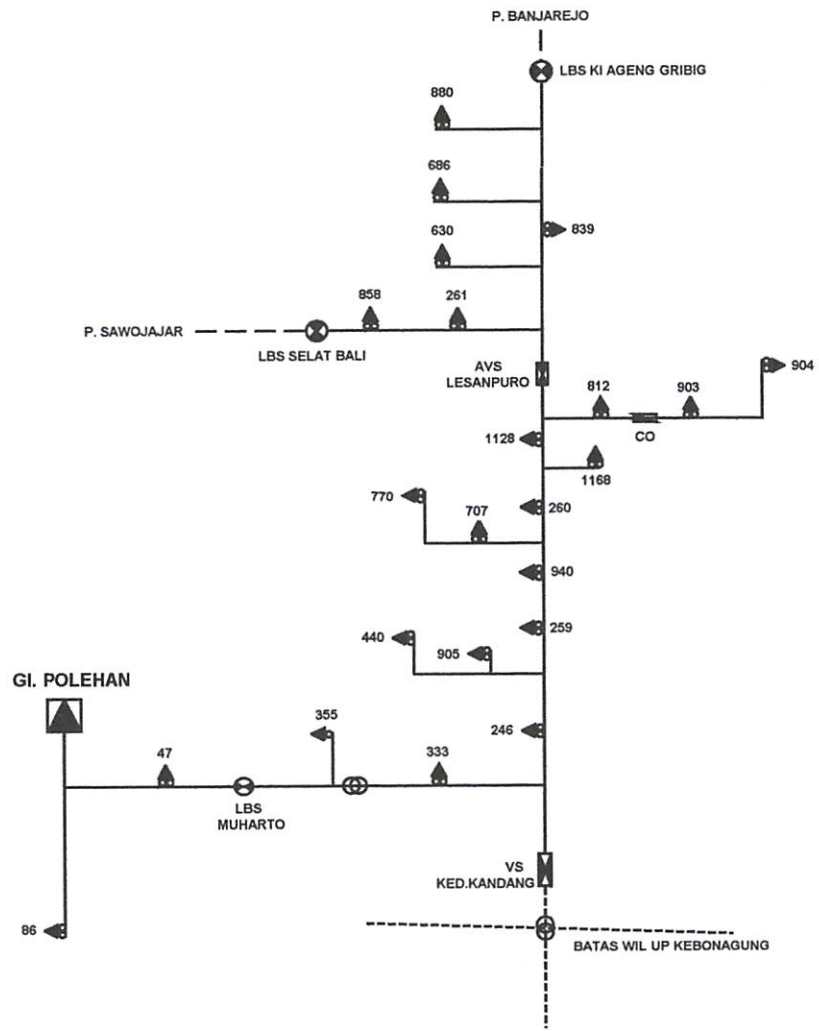 P. BANJAREJO
LBS KI AGENG GRIBIG
880
686
839
630
858
261
P. SAWOJAJAR
LBS SELAT BALI
AVS
LESANPURO
904
812
903
CO
1128
1168
770
707
260
940
259
440
905
GI. POLEHAN
355
246
47
333
LBS
MUHARTO
VS
KED.KANDANG
86
BATAS WIL UP KEBONAGUNG